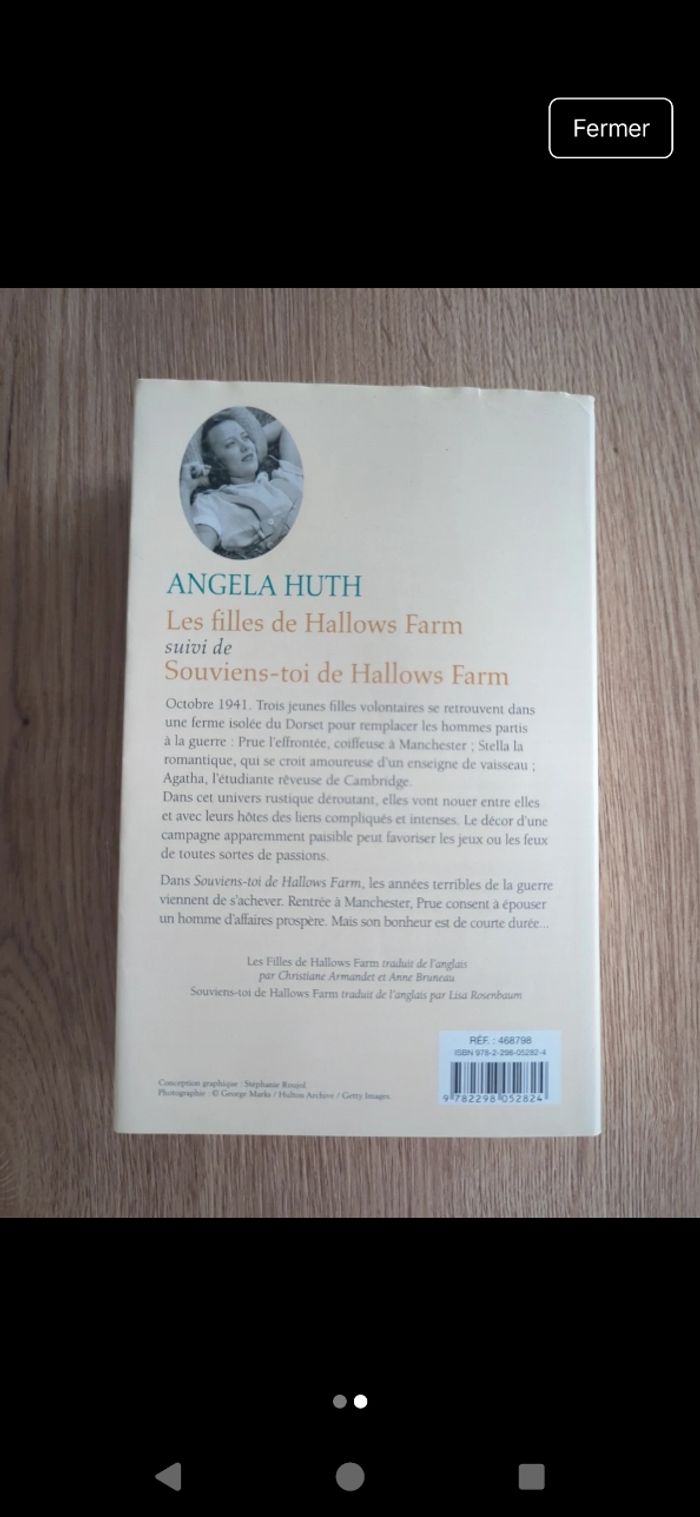 Fermer
ANGELA HUTH
Les filles de Hallows Farm
suivi de
Souviens-toi de Hallows Farm
Octobre 1941. Trois jeunes filles volontaires se retrouvent dans
une ferme isolée du Dorset pour remplacer les hommes partis
à la guerre : Prue l'effrontée, coiffeuse à Manchester ; Stella la
romantique, qui se croit amoureuse d'un enseigne de vaisseau ;
Agatha, l'étudiante rêveuse de Cambridge.
Dans cet univers rustique déroutant, elles vont nouer entre elles
et avec leurs hôtes des liens compliqués et intenses. Le décor d'une
campagne apparemment paisible peut favoriser les jeux ou les feux
de toutes sortes de passions.
Dans Souviens-toi de Hallows Farm, les années terribles de la guerre
viennent de s'achever. Rentrée à Manchester, Prue consent à épouser
un homme d'affaires prospère. Mais son bonheur est de courte durée...
Les Filles de Hallows Farm traduit de l'anglais
par Christiane Armandet et Anne Bruneau
Souviens-toi de Hallows Farm traduit de l'anglais par Lisa Rosenbaum
RÉF. : 468798
ISBN 978-2-298-05282-4
9 782298 052824
Conception graphique : Stéphanie Roujol
Photographie : © George Marks / Hulton Archive / Getty Images